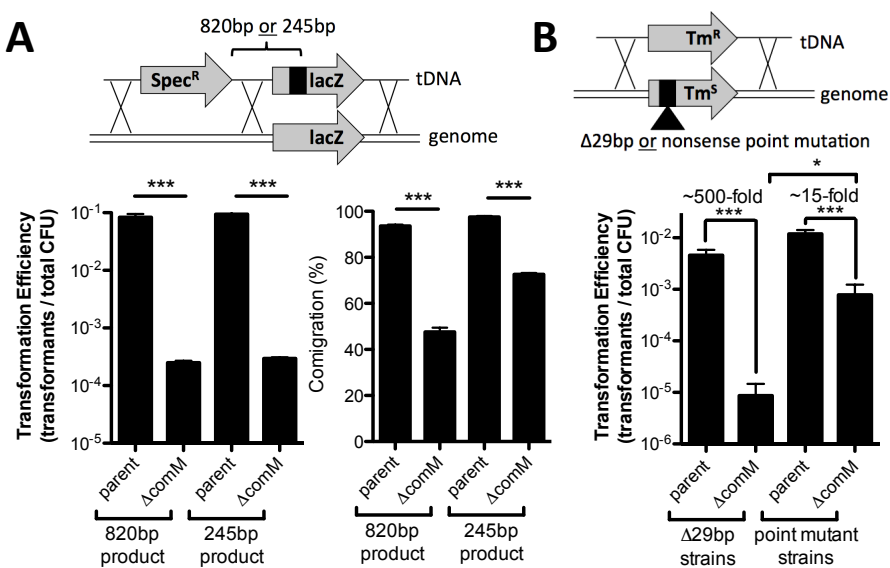 A
820bp or 245bp
Spec^R
lacZ
tDNA
lacZ
genome
Transformation Efficiency
(transformants / total CFU)
10^-1
10^-2
10^-3
10^-4
10^-5
***
***
parent
ΔcomM
parent
ΔcomM
820bp
product
245bp
product
Comigration (%)
100
80
60
40
20
0
***
***
parent
ΔcomM
parent
ΔcomM
820bp
product
245bp
product
B
Tm^R
tDNA
Tm^S
genome
Δ29bp or nonsense point mutation
Transformation Efficiency
(transformants / total CFU)
10^-2
10^-3
10^-4
10^-5
10^-6
*
~500-fold
***
~15-fold
***
parent
ΔcomM
parent
ΔcomM
Δ29bp
strains
point mutant
strains